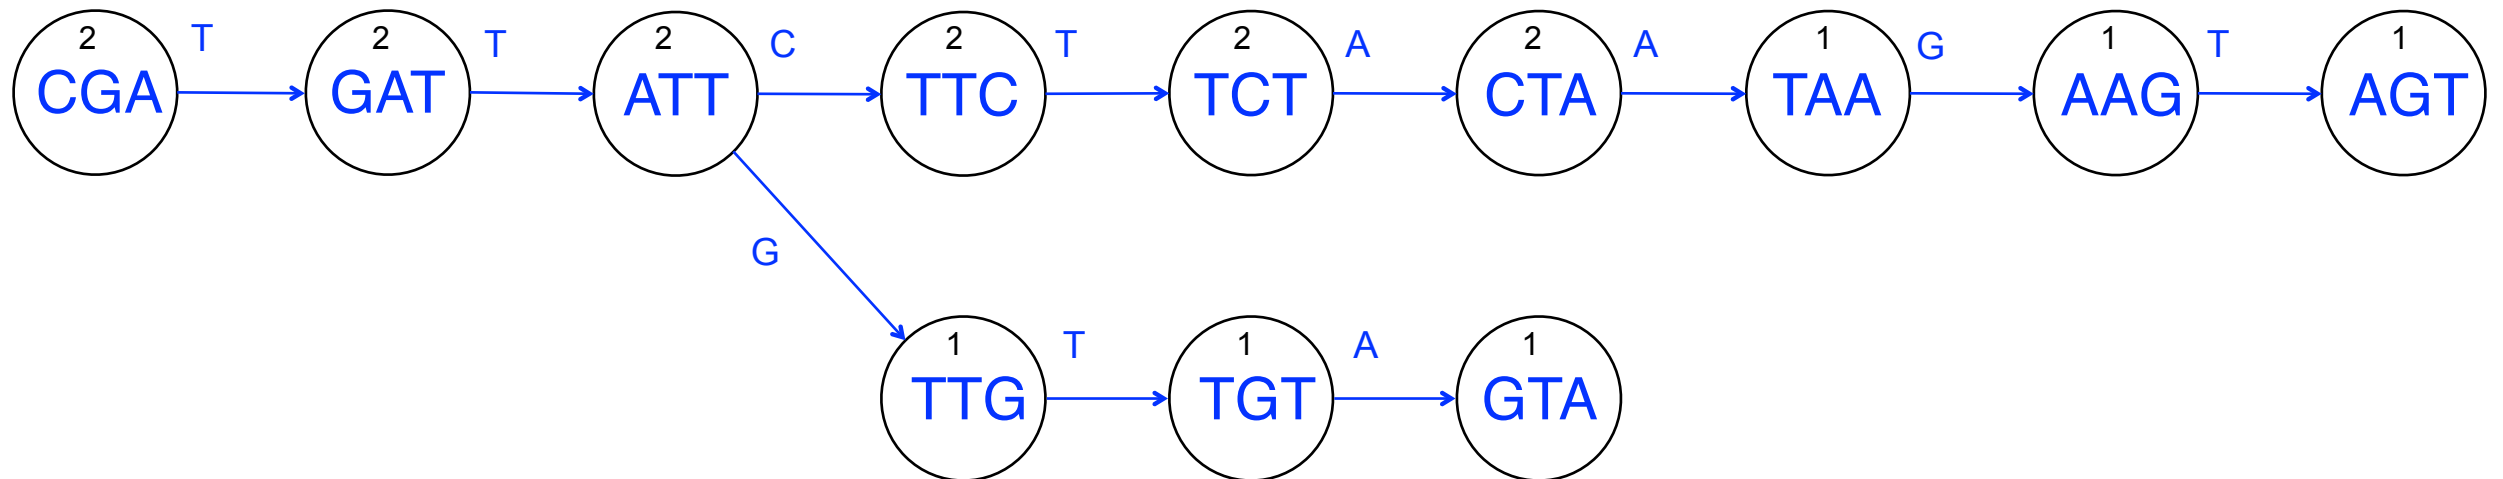 T T C T A A G T
2 2 2 2 2 2 1 1 1
CGA GAT ATT TTC TCT CTA TAA AAG AGT
G
T A
1 1 1
TTG TGT GTA